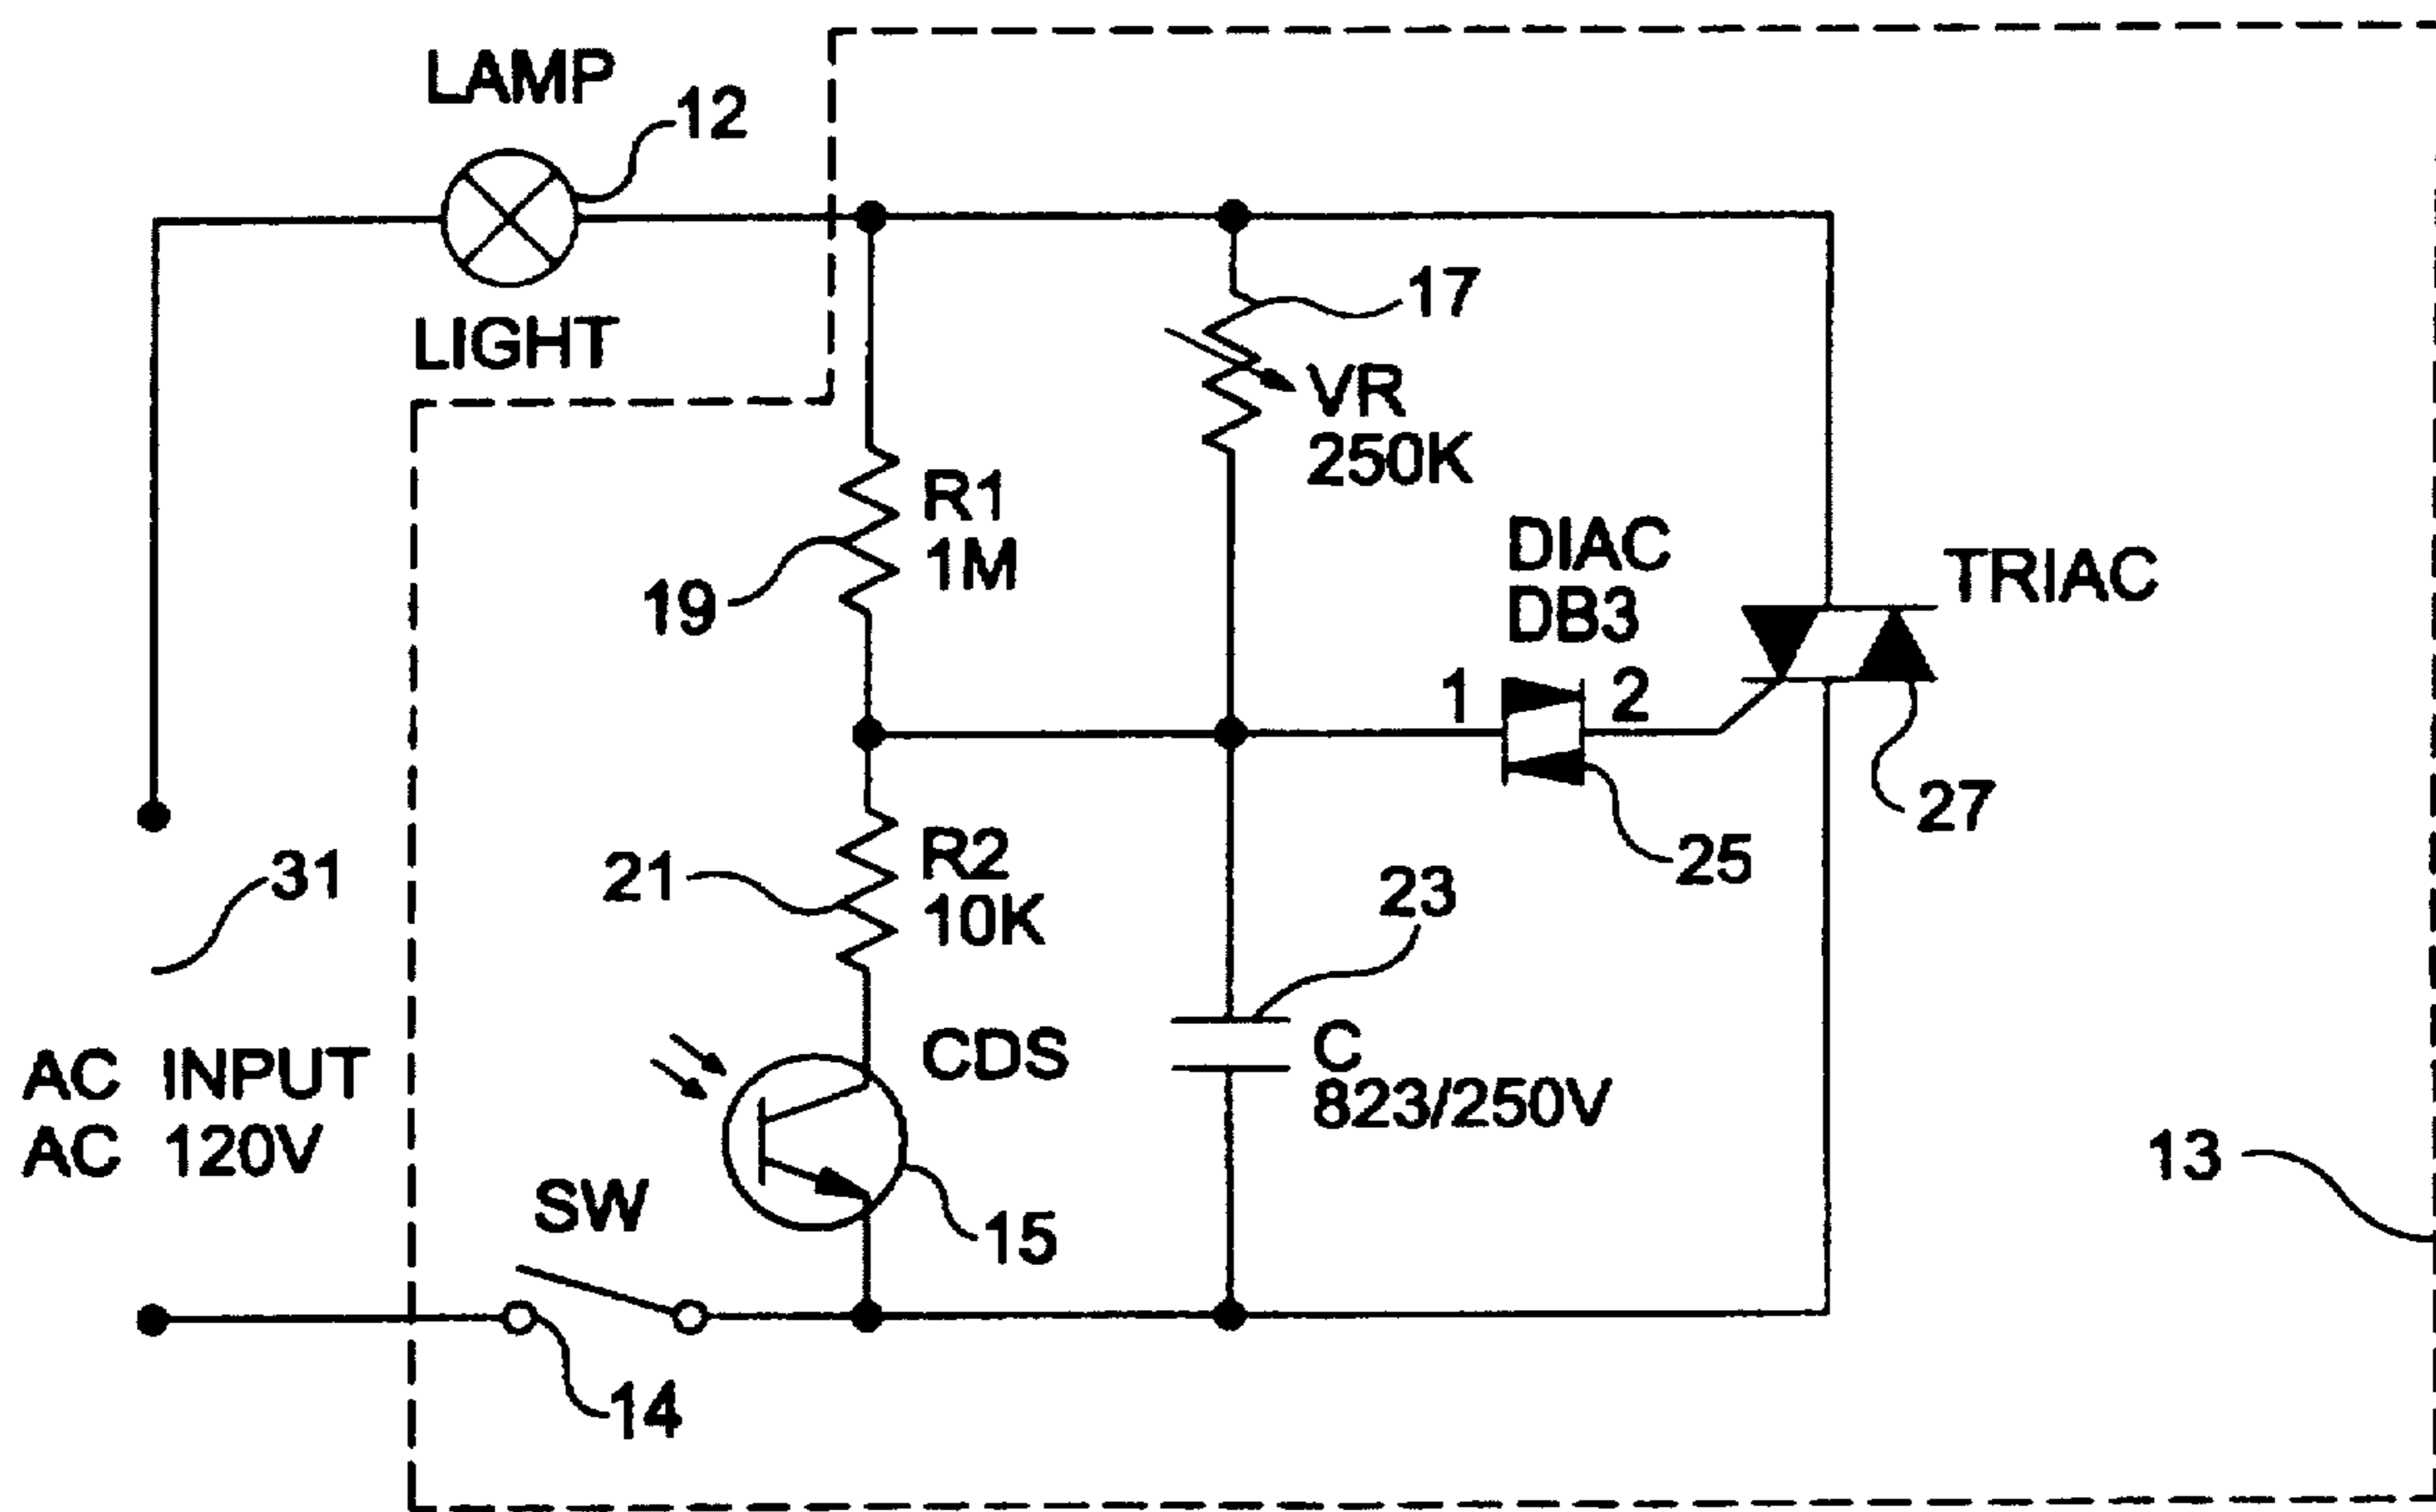 LAMP
12
LIGHT
17
VR
250K
R1
1M
19
DIAC
DB3
TRIAC
1
2
27
31
21
R2
10K
25
23
CDS
C
823/250V
AC INPUT
AC 120V
SW
15
13
14